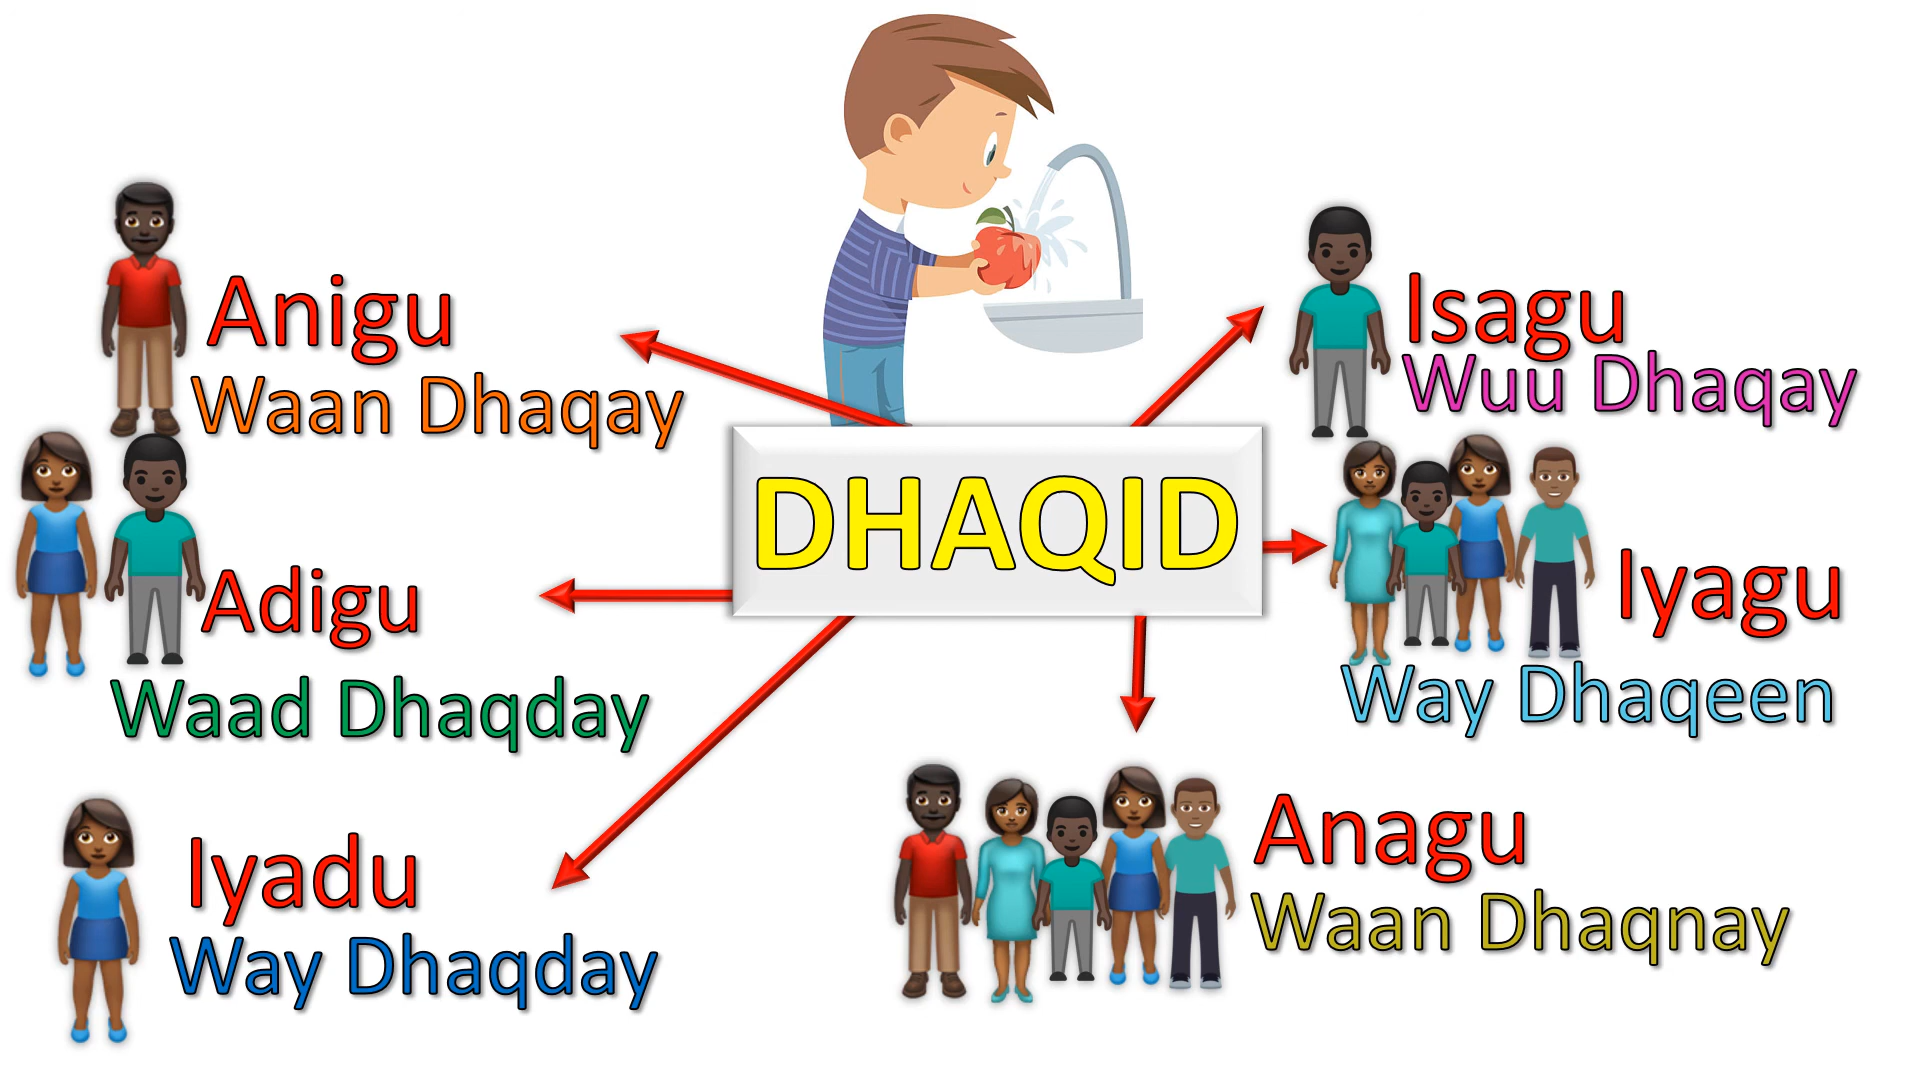 Anigu
Waan Dhaqay
Isagu
Wuu Dhaqay
DHAQID
Adigu
Waad Dhaqday
Iyagu
Way Dhaqeen
Iyadu
Way Dhaqday
Anagu
Waan Dhaqnay